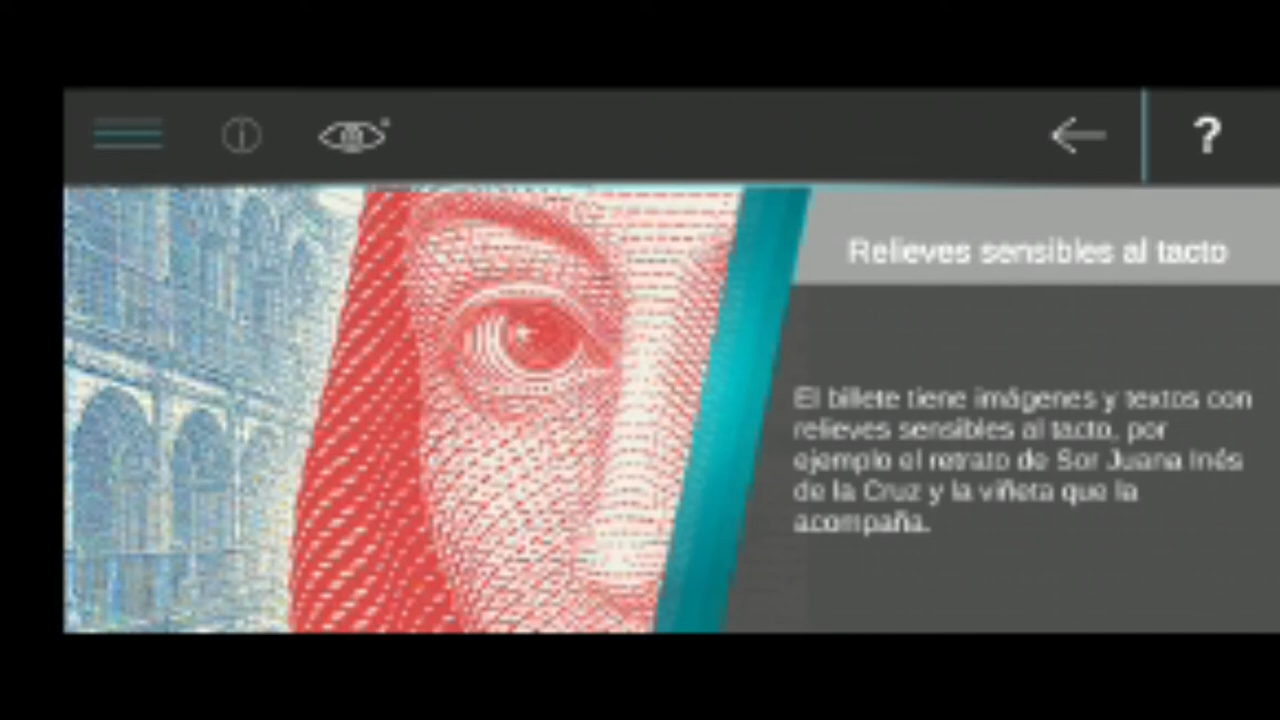 ?
Relieves sensibles al tacto
El billete tiene imágenes y textos con
relieves sensibles al tacto, por
ejemplo el retrato de Sor Juana Inés
de la Cruz y la viñeta que la
acompaña.